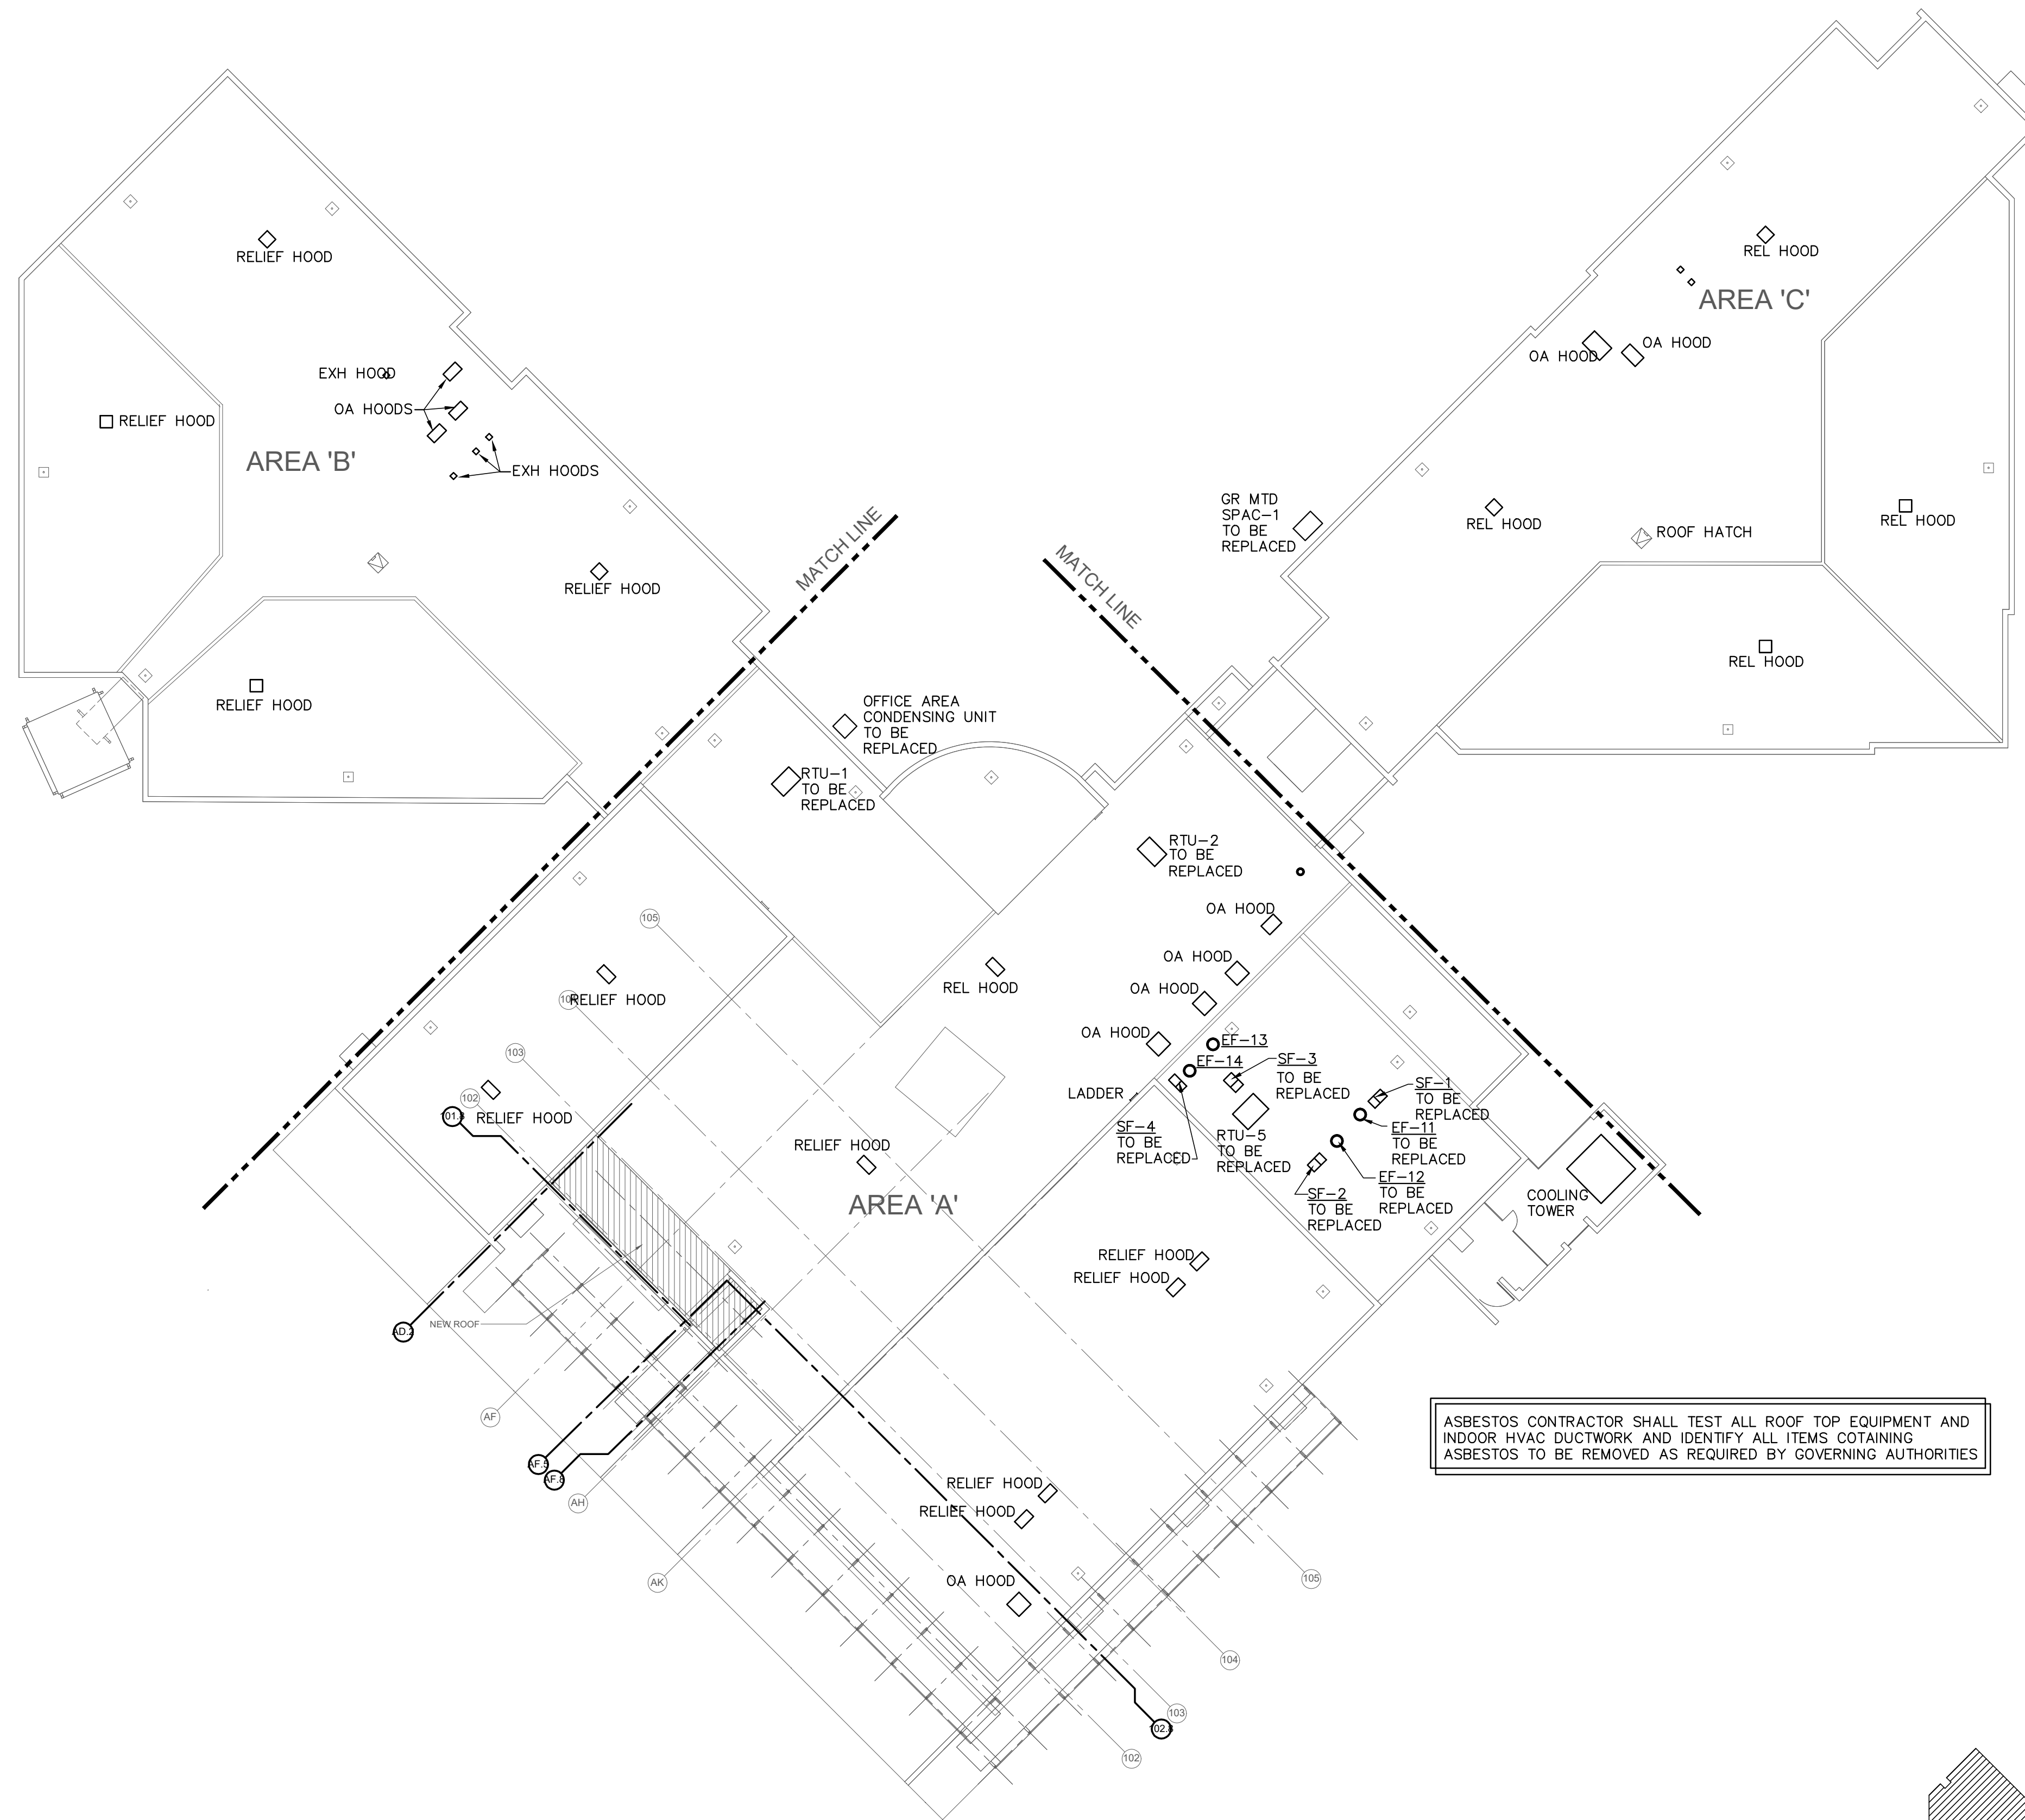 RELIEF HOOD
REL HOOD
AREA 'C'
OA HOOD
OA HOOD
EXH HOOD
OA HOODS
RELIEF HOOD
AREA 'B'
EXH HOODS
GR MTD
SPAC-1
TO BE
REPLACED
REL HOOD
REL HOOD
ROOF HATCH
MATCH LINE
MATCH LINE
RELIEF HOOD
REL HOOD
RELIEF HOOD
OFFICE AREA
CONDENSING UNIT
TO BE
REPLACED
RTU-1
TO BE
REPLACED
RTU-2
TO BE
REPLACED
105
OA HOOD
OA HOOD
REL HOOD
OA HOOD
RELIEF HOOD
103
OA HOOD
EF-13
EF-14
SF-3
TO BE
REPLACED
LADDER
SF-1
TO BE
REPLACED
102
RELIEF HOOD
SF-4
TO BE
REPLACED
RTU-5
TO BE
REPLACED
EF-11
TO BE
REPLACED
RELIEF HOOD
EF-12
TO BE
REPLACED
SF-2
TO BE
REPLACED
AREA 'A'
COOLING
TOWER
RELIEF HOOD
RELIEF HOOD
NEW ROOF
AD.2
AF
AF.5
AF.8
AH
ASBESTOS CONTRACTOR SHALL TEST ALL ROOF TOP EQUIPMENT AND
INDOOR HVAC DUCTWORK AND IDENTIFY ALL ITEMS COTAINING
ASBESTOS TO BE REMOVED AS REQUIRED BY GOVERNING AUTHORITIES
RELIEF HOOD
RELIEF HOOD
AK
OA HOOD
105
104
103
102